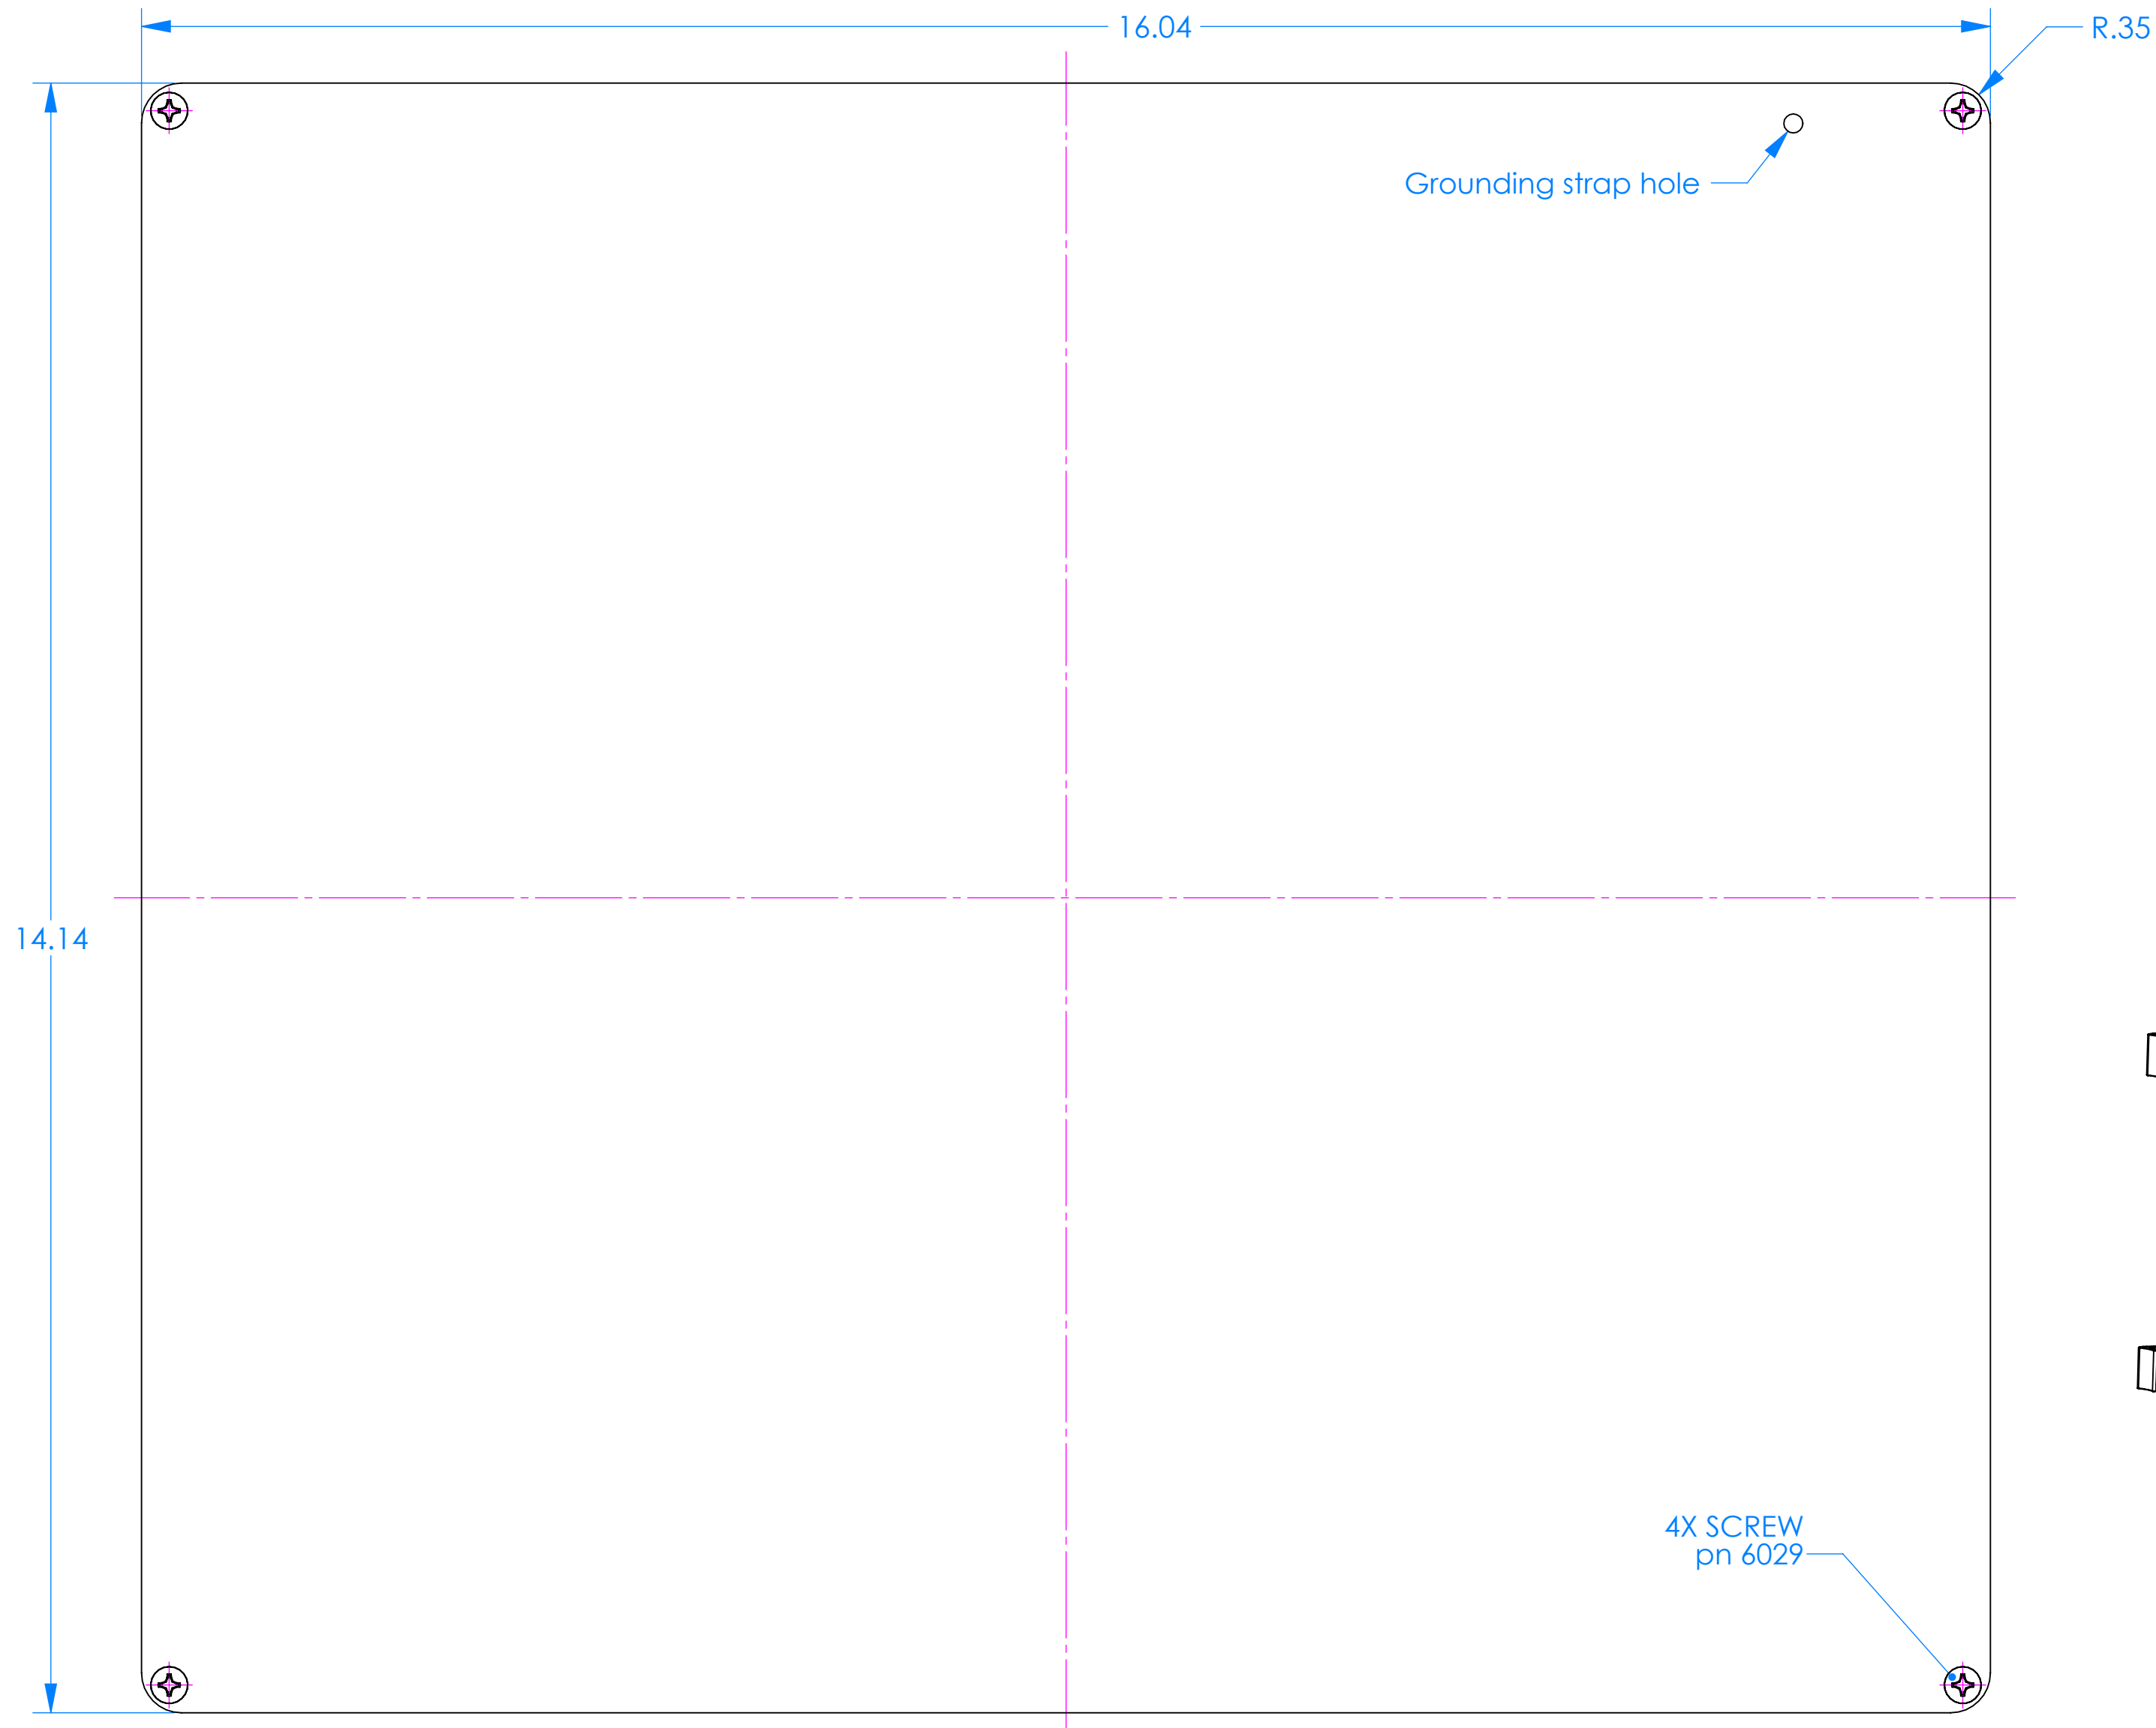 16.04
R.35
Grounding strap hole
14.14
4X SCREW
pn 6029